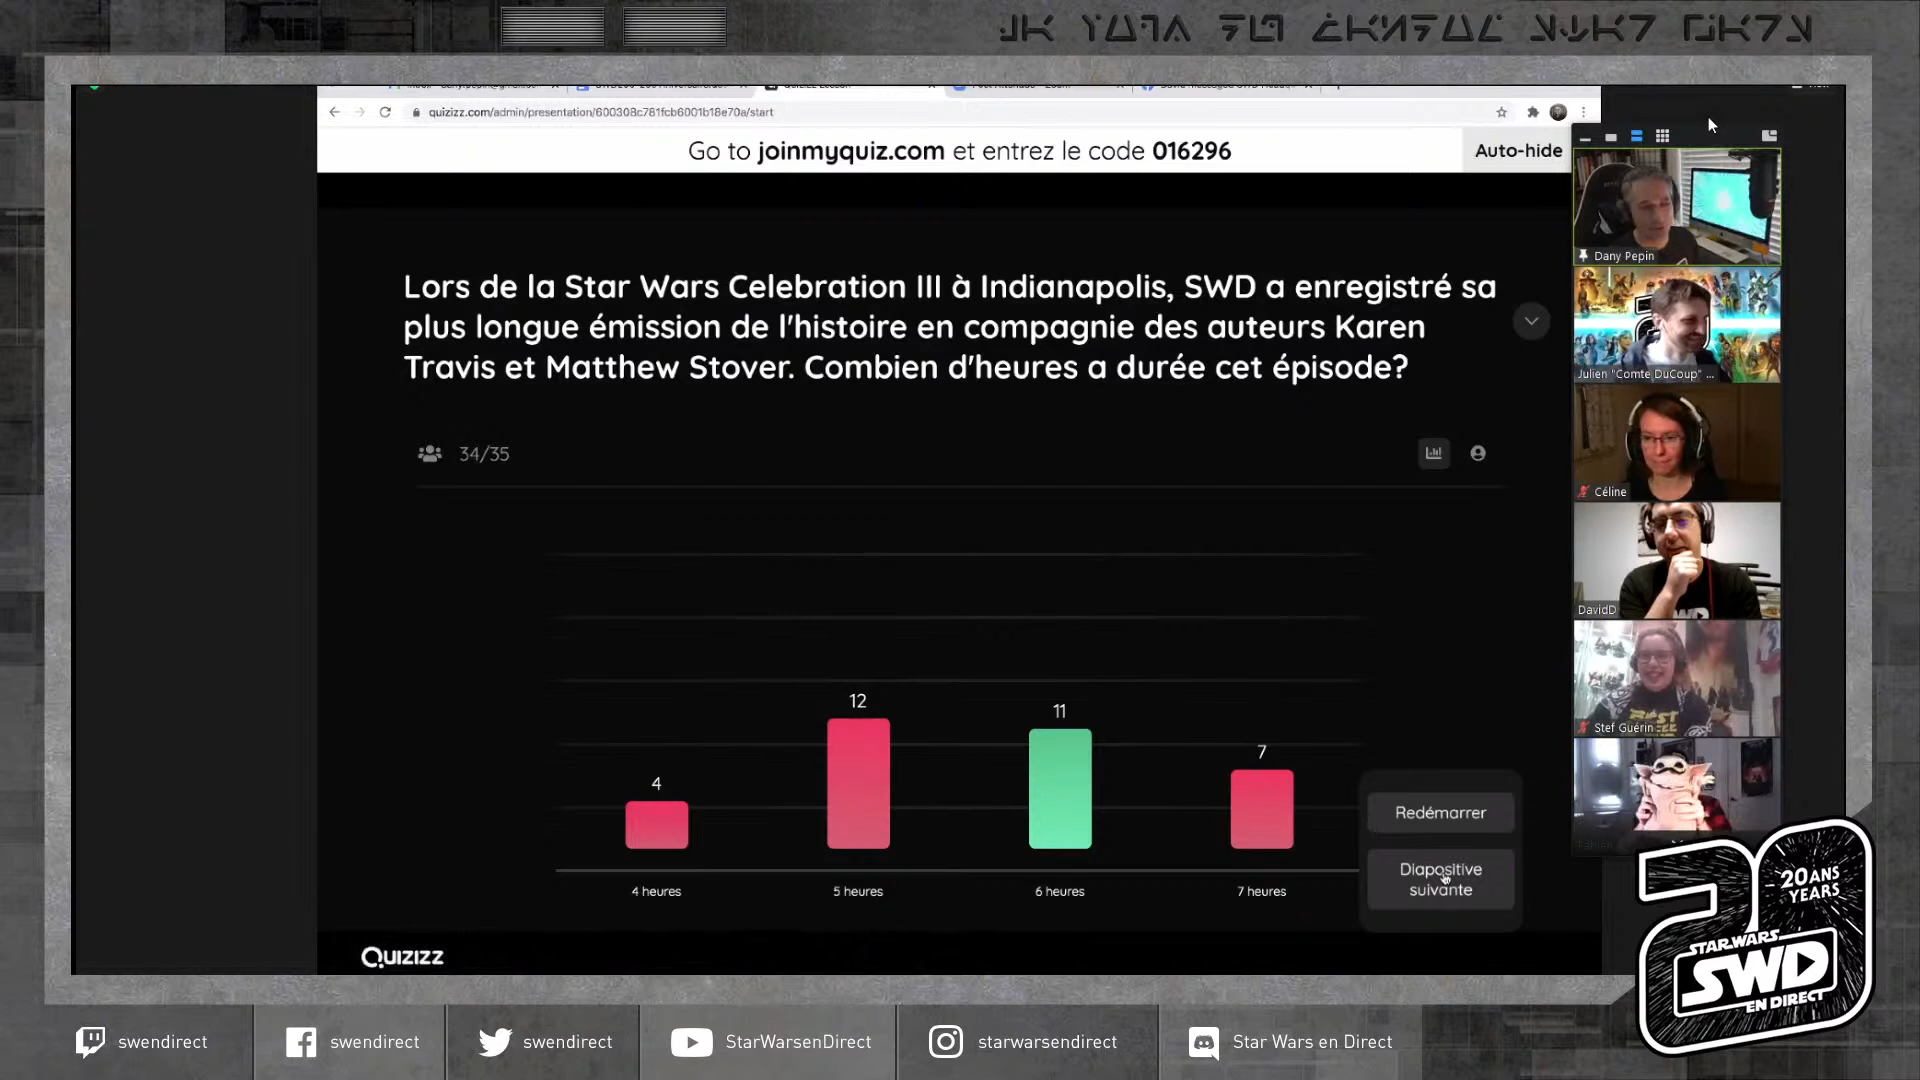 quizizz.com/admin/presentation/600308c781fcb6001b18e70a/start
Go to joinmyquiz.com et entrez le code 016296
Auto-hide
Lors de la Star Wars Celebration III à Indianapolis, SWD a enregistré sa
plus longue émission de l'histoire en compagnie des auteurs Karen
Travis et Matthew Stover. Combien d'heures a durée cet épisode?
34/35
4
12
11
7
4 heures
5 heures
6 heures
7 heures
Redémarrer
Diapositive
suivante
Quizizz
Dany Pepin
Julien "Comte DuCoup" ...
Céline
DavidD
Stef Guérin
20 ANS
YEARS
STAR WARS
SWD
EN DIRECT
swendirect
swendirect
swendirect
StarWarsenDirect
starwarsendirect
Star Wars en Direct